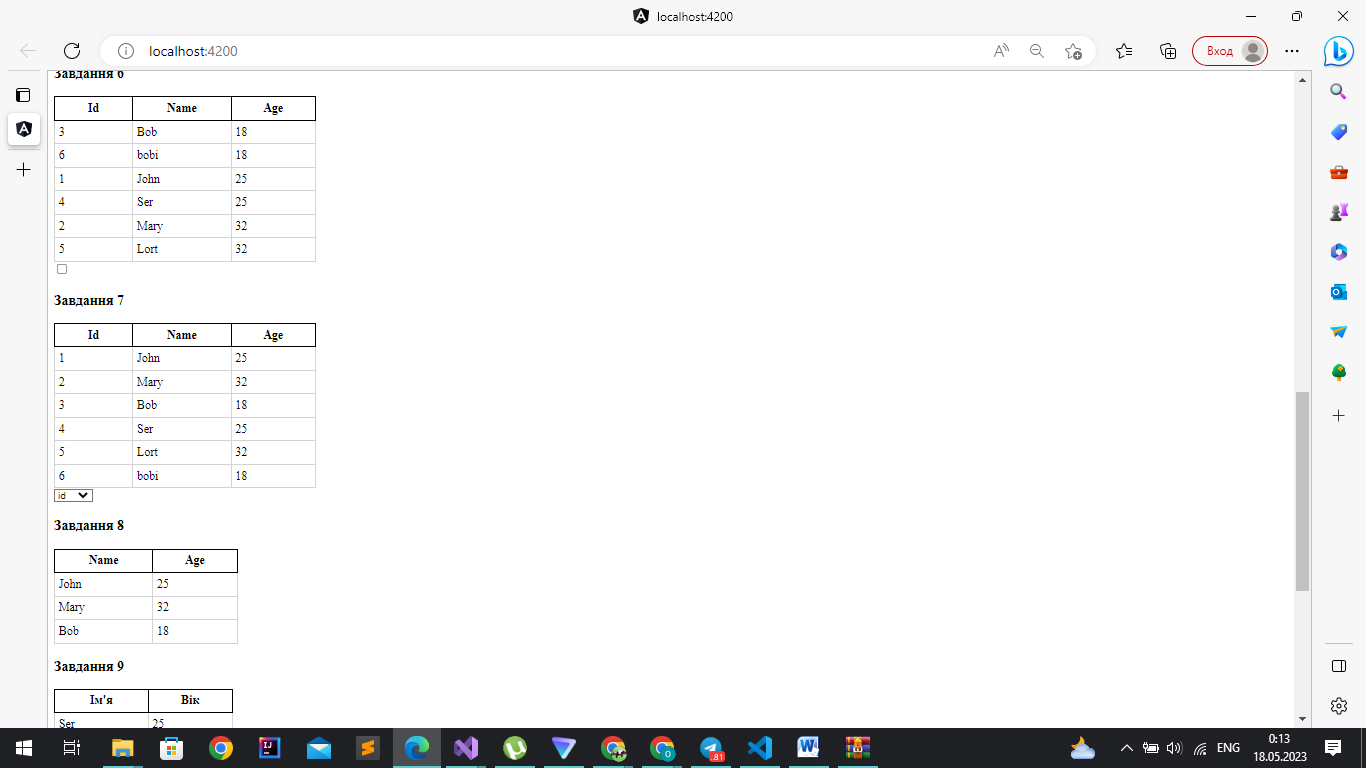 localhost:4200
localhost:4200
Вход
Завдання 6
Id Name Age
3 Bob 18
6 bobi 18
1 John 25
4 Ser 25
2 Mary 32
5 Lort 32
Завдання 7
Id Name Age
1 John 25
2 Mary 32
3 Bob 18
4 Ser 25
5 Lort 32
6 bobi 18
id
Завдання 8
Name Age
John 25
Mary 32
Bob 18
Завдання 9
Ім'я Вік
Ser 25
81
ENG
0:13
18.05.2023